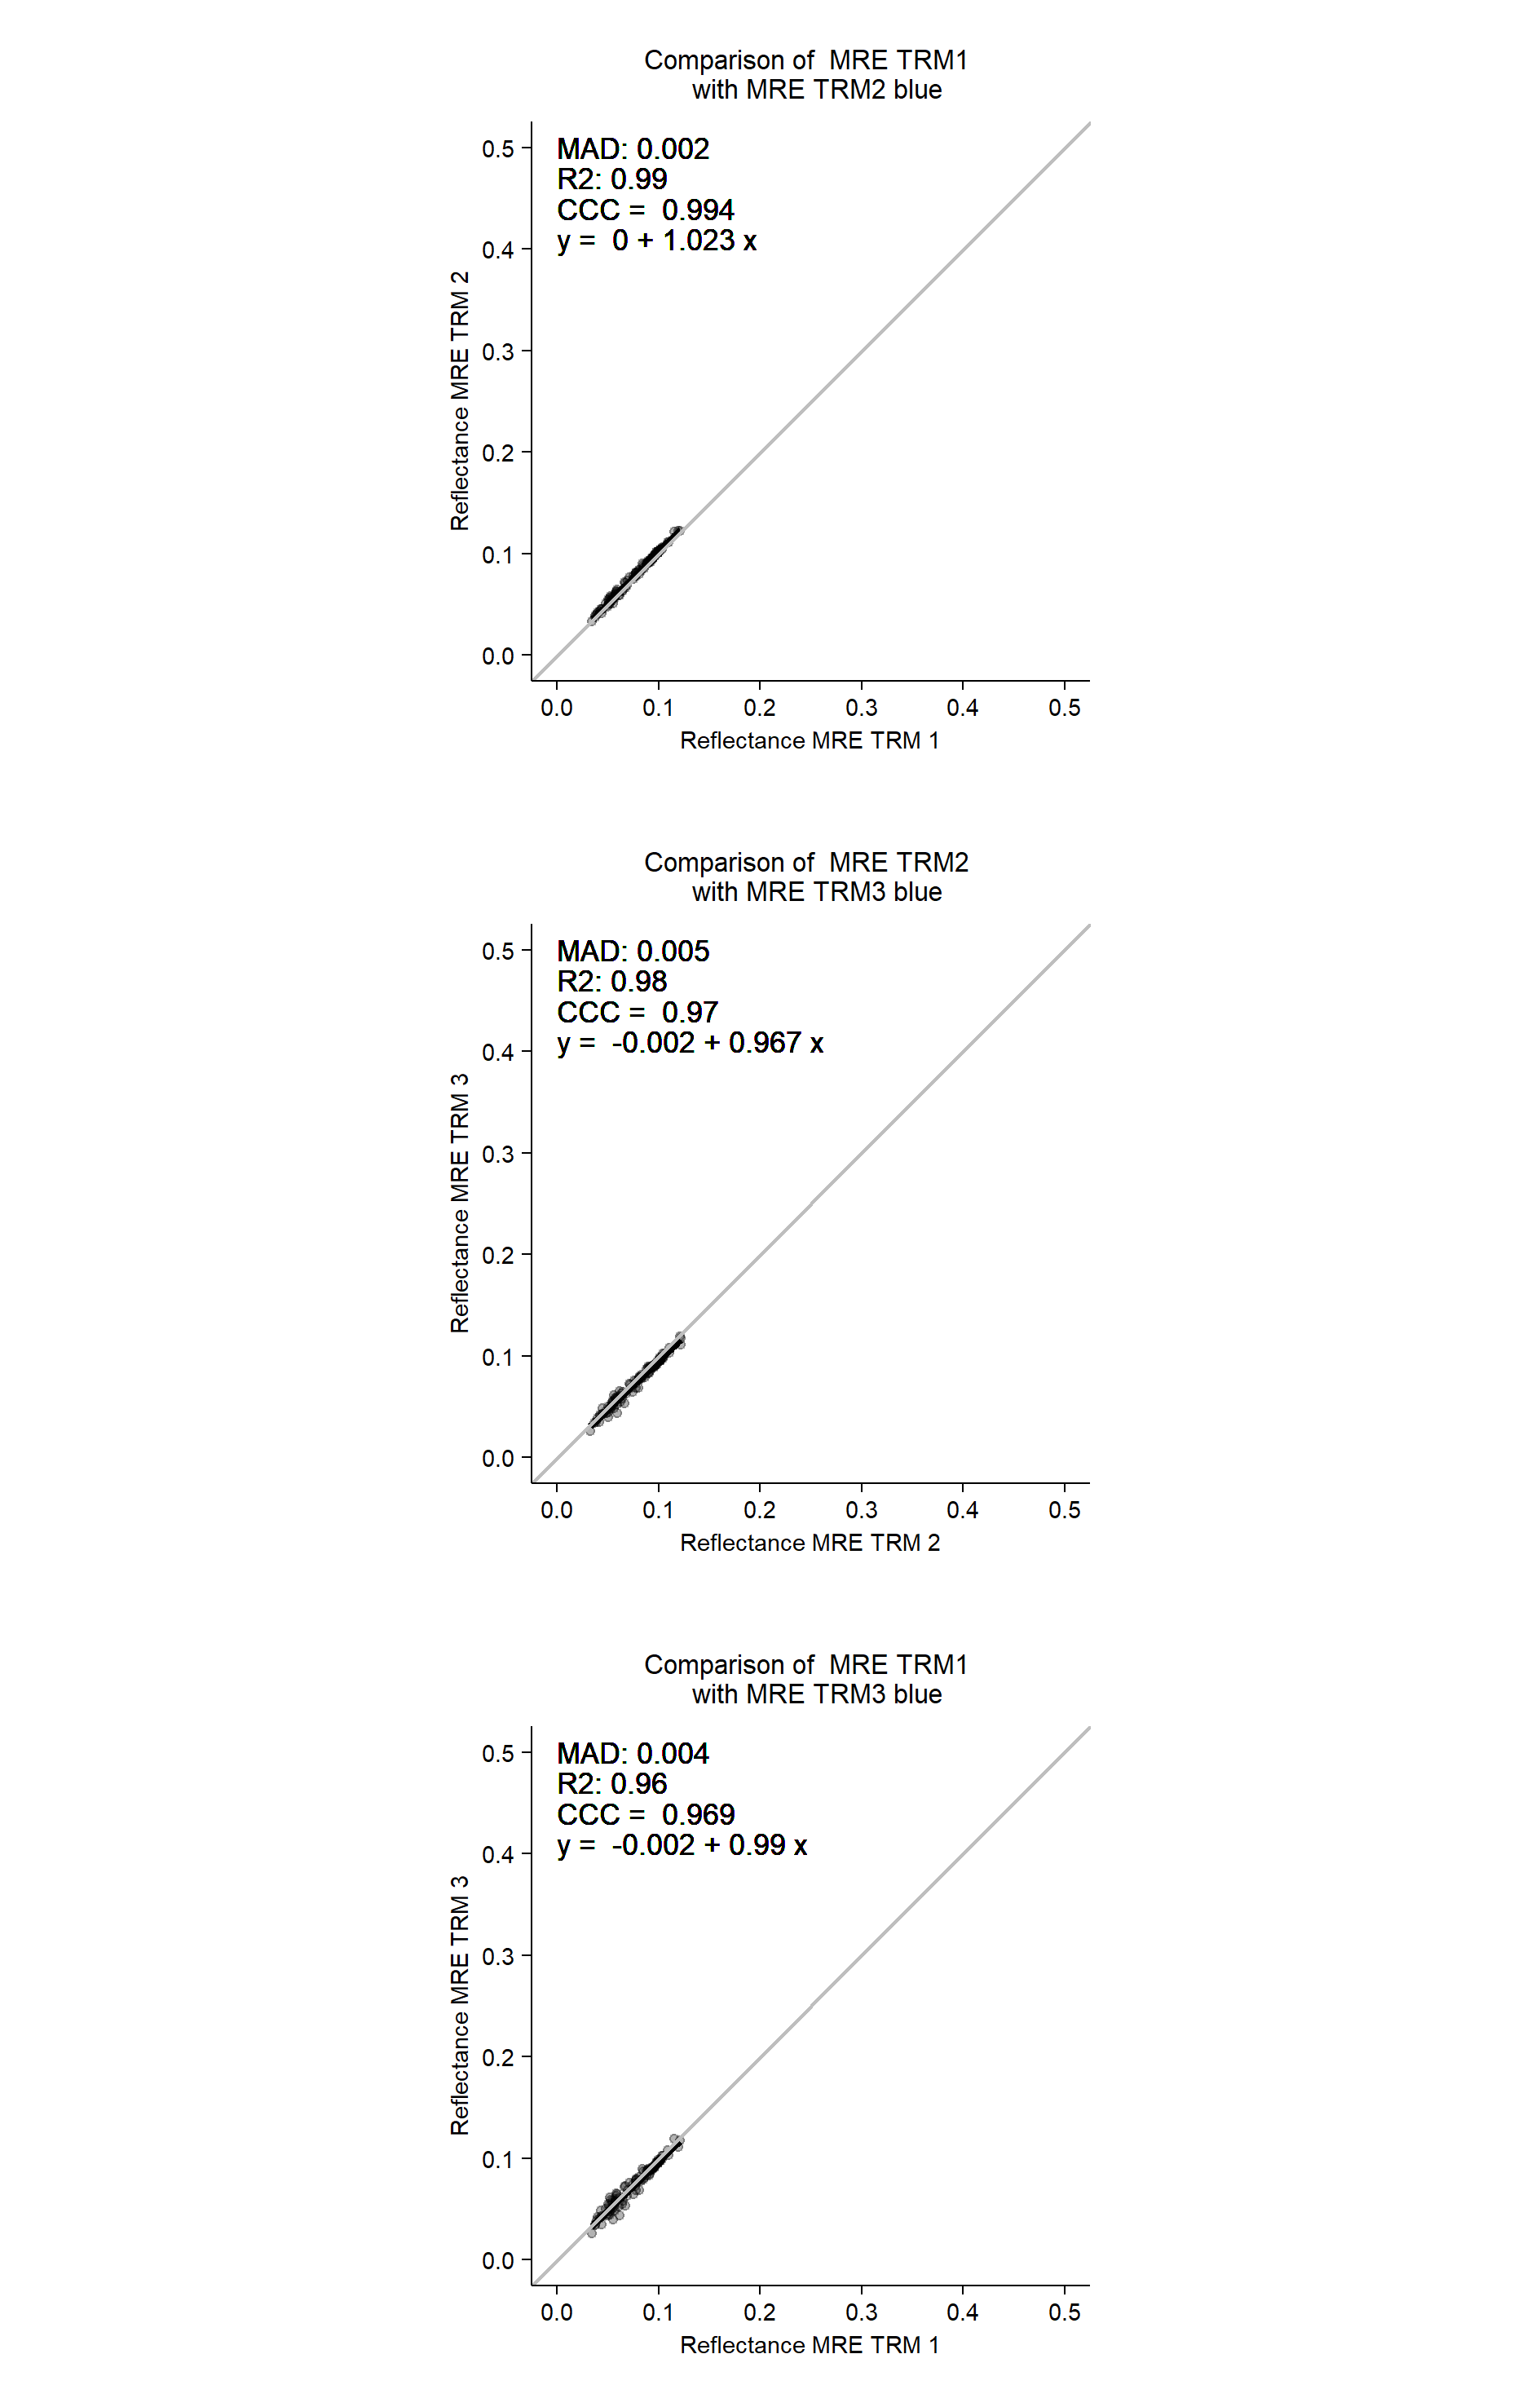 Comparison of  MRE TRM1
with MRE TRM2 blue
MAD: 0.002
R2: 0.99
CCC =  0.994
y =  0 + 1.023 x
0.5
0.4
0.3
0.2
0.1
0.0
Reflectance MRE TRM 2
0.0 0.1 0.2 0.3 0.4 0.5
Reflectance MRE TRM 1
Comparison of  MRE TRM2
with MRE TRM3 blue
MAD: 0.005
R2: 0.98
CCC =  0.97
y =  -0.002 + 0.967 x
0.5
0.4
0.3
0.2
0.1
0.0
Reflectance MRE TRM 3
0.0 0.1 0.2 0.3 0.4 0.5
Reflectance MRE TRM 2
Comparison of  MRE TRM1
with MRE TRM3 blue
MAD: 0.004
R2: 0.96
CCC =  0.969
y =  -0.002 + 0.99 x
0.5
0.4
0.3
0.2
0.1
0.0
Reflectance MRE TRM 3
0.0 0.1 0.2 0.3 0.4 0.5
Reflectance MRE TRM 1